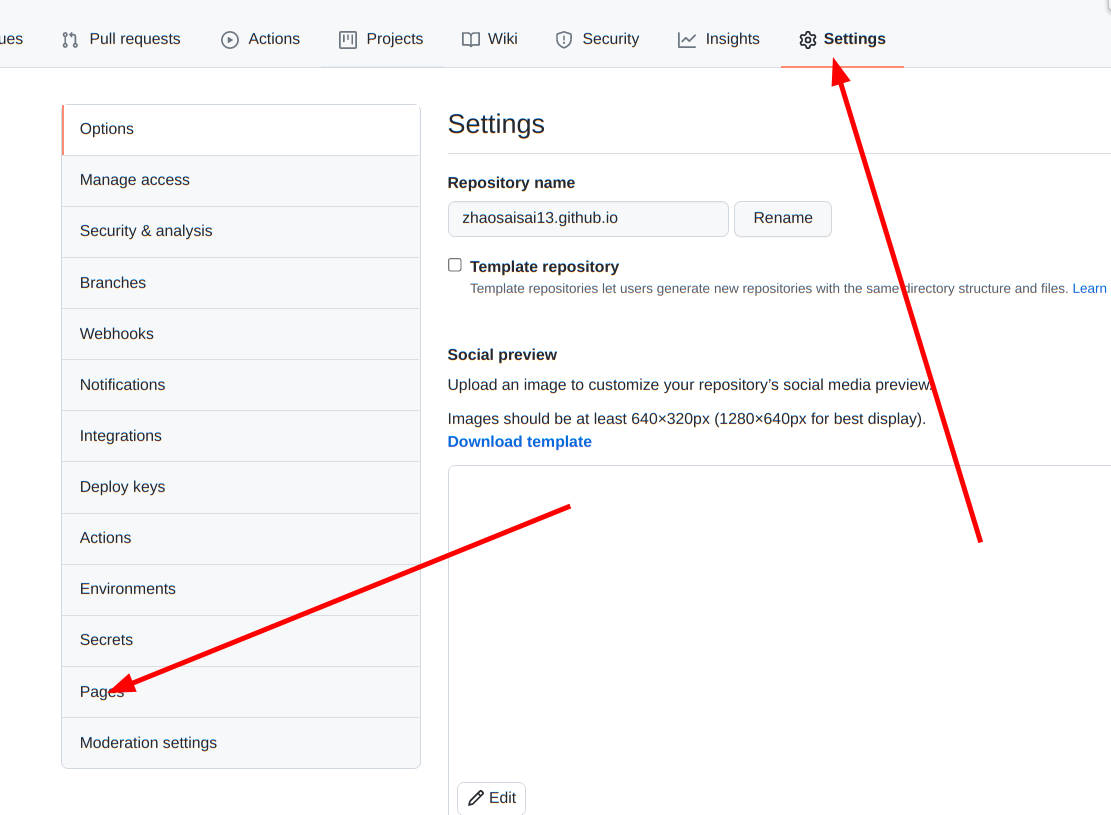 ues Pull requests Actions Projects Wiki Security Insights Settings
Options
Manage access
Security & analysis
Branches
Webhooks
Notifications
Integrations
Deploy keys
Actions
Environments
Secrets
Pages
Moderation settings
Settings
Repository name
zhaosaisai13.github.io Rename
Template repository
Template repositories let users generate new repositories with the same directory structure and files. Learn
Social preview
Upload an image to customize your repository’s social media preview.
Images should be at least 640×320px (1280×640px for best display).
Download template
Edit